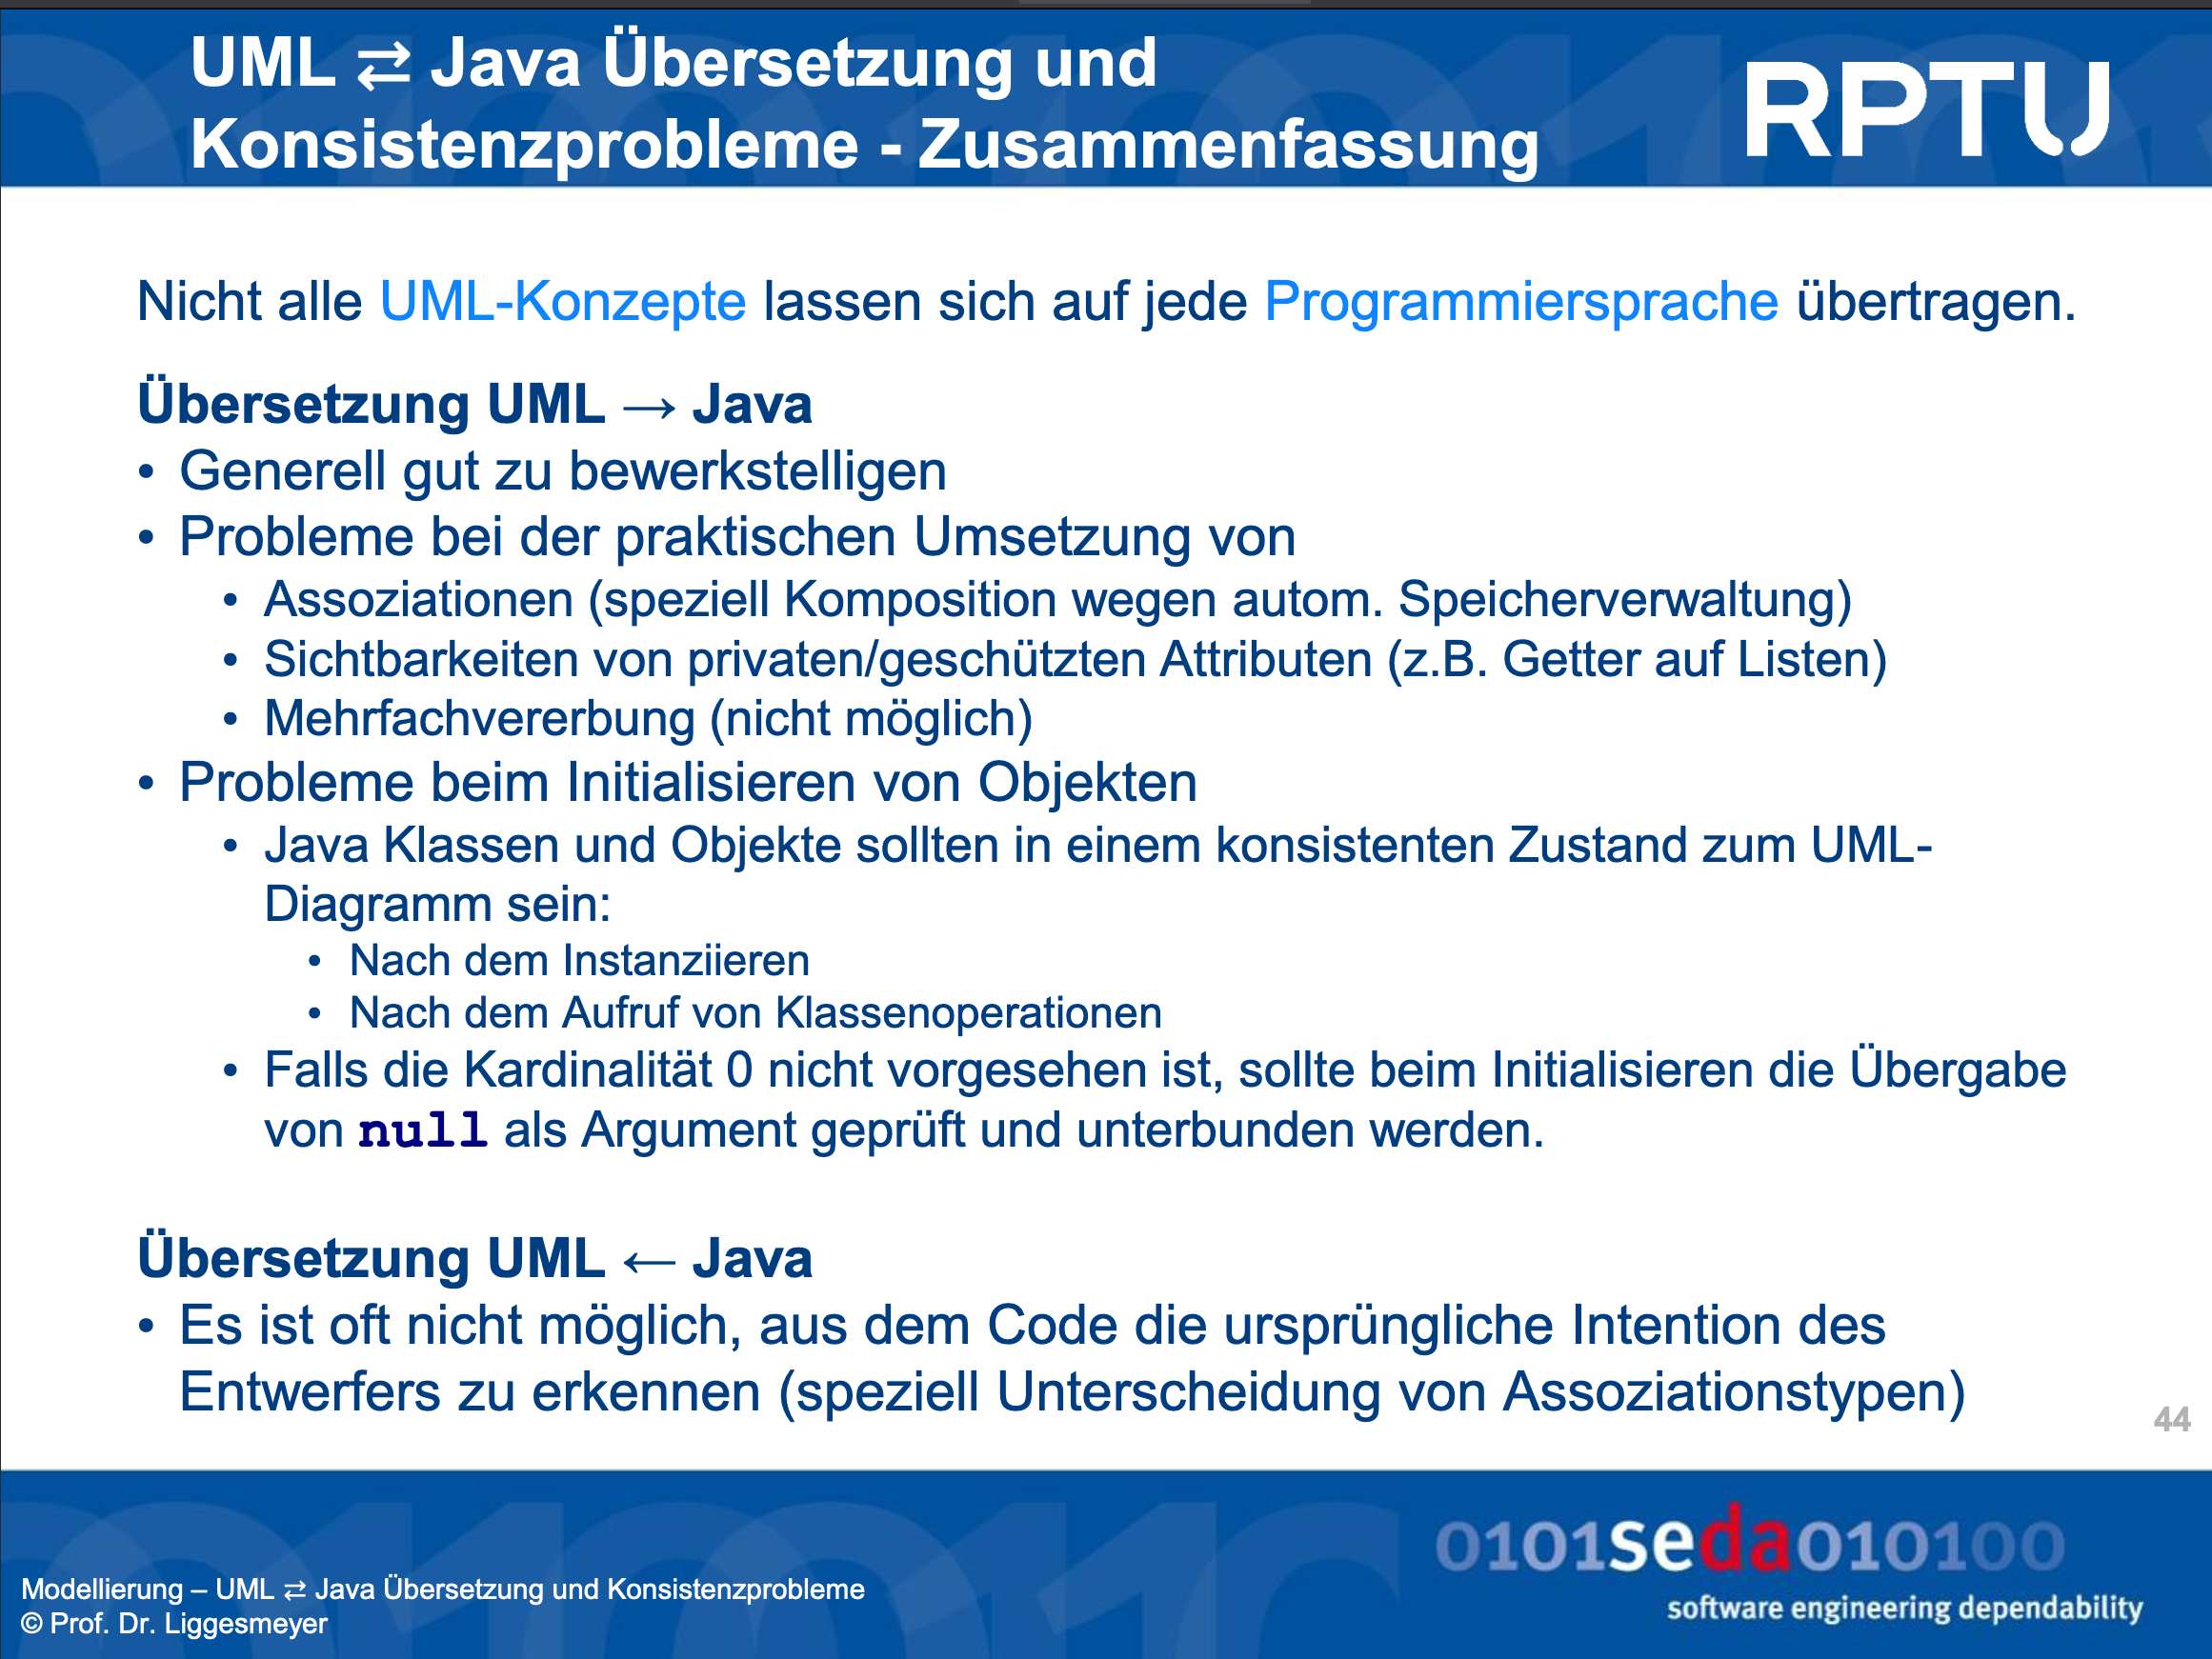 UML ⇄ Java Übersetzung und
Konsistenzprobleme - Zusammenfassung
RPTU
Nicht alle UML-Konzepte lassen sich auf jede Programmiersprache übertragen.
Übersetzung UML → Java
• Generell gut zu bewerkstelligen
• Probleme bei der praktischen Umsetzung von
• Assoziationen (speziell Komposition wegen autom. Speicherverwaltung)
• Sichtbarkeiten von privaten/geschützten Attributen (z.B. Getter auf Listen)
• Mehrfachvererbung (nicht möglich)
• Probleme beim Initialisieren von Objekten
• Java Klassen und Objekte sollten in einem konsistenten Zustand zum UML-
Diagramm sein:
• Nach dem Instanziieren
• Nach dem Aufruf von Klassenoperationen
• Falls die Kardinalität 0 nicht vorgesehen ist, sollte beim Initialisieren die Übergabe
von null als Argument geprüft und unterbunden werden.
Übersetzung UML ← Java
• Es ist oft nicht möglich, aus dem Code die ursprüngliche Intention des
Entwerfers zu erkennen (speziell Unterscheidung von Assoziationstypen)
44
0101seda010100
software engineering dependability
Modellierung – UML ⇄ Java Übersetzung und Konsistenzprobleme
© Prof. Dr. Liggesmeyer